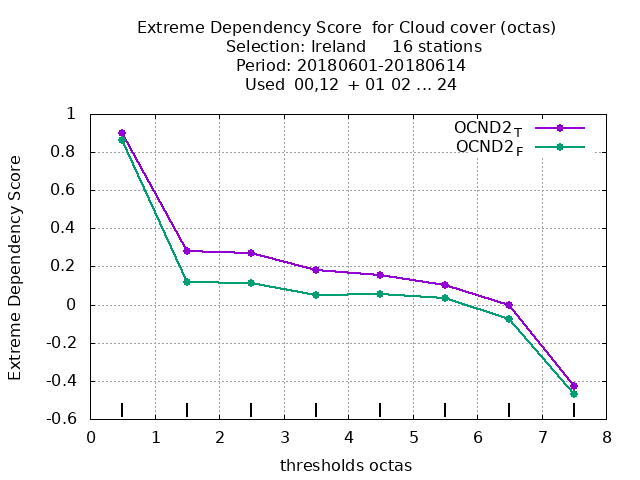 Extreme Dependency Score  for Cloud cover (octas)
Selection: Ireland     16 stations
Period: 20180601-20180614
Used  00,12  + 01 02 ... 24
OCND2T
OCND2F
1
0.8
0.6
0.4
0.2
0
-0.2
-0.4
-0.6
Extreme Dependency Score
0 1 2 3 4 5 6 7 8
thresholds octas